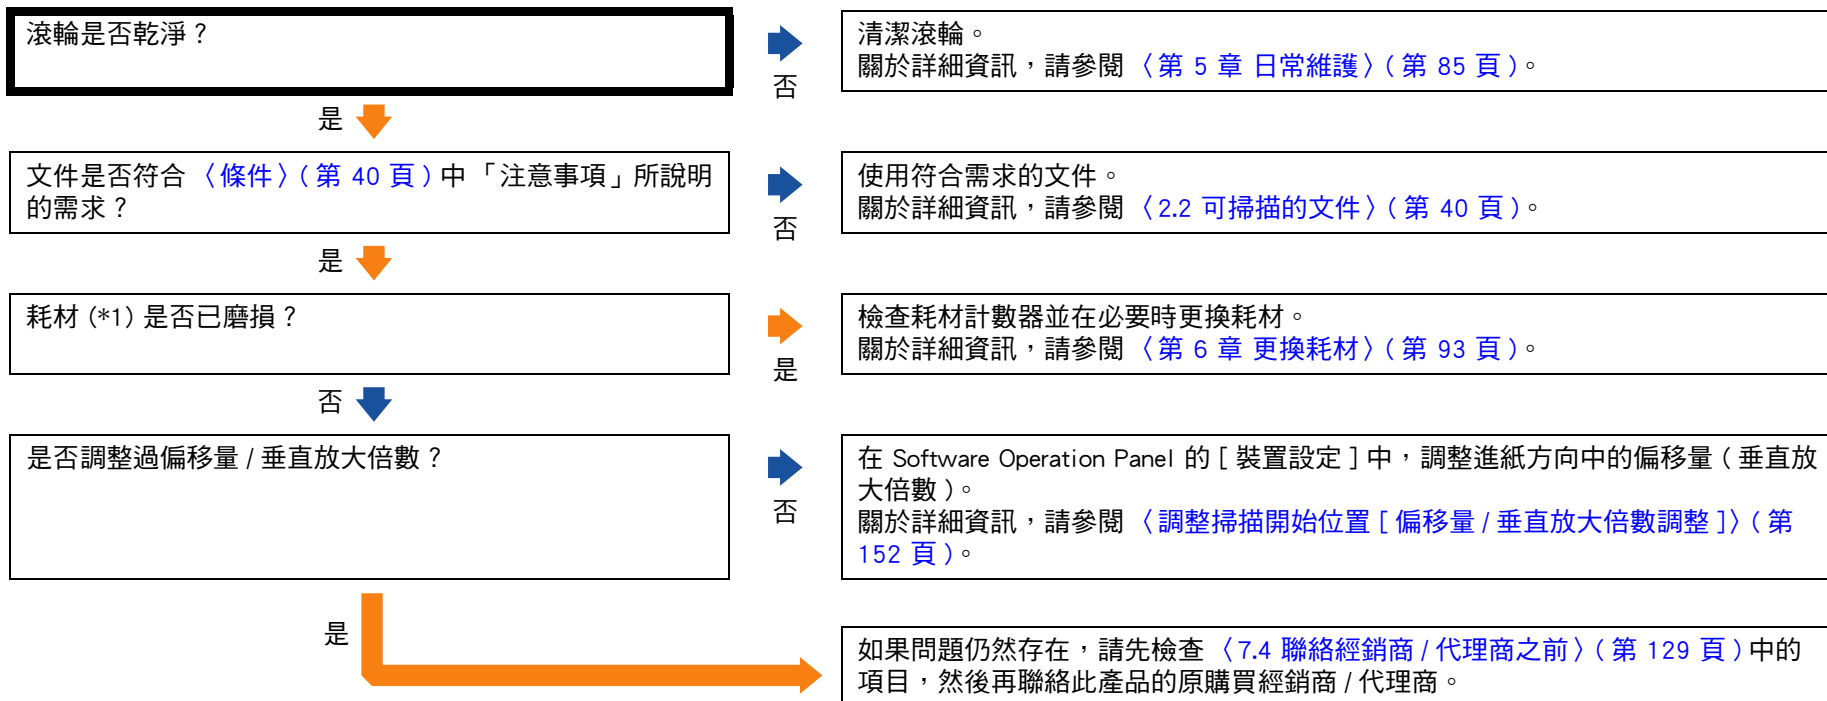 滾輪是否乾淨？
否
清潔滾輪。
關於詳細資訊，請參閱〈第 5 章 日常維護〉( 第 85 頁 )。
是
文件是否符合〈條件〉( 第 40 頁 ) 中「注意事項」所說明
的需求？
否
使用符合需求的文件。
關於詳細資訊，請參閱〈2.2 可掃描的文件〉( 第 40 頁 )。
是
耗材 (*1) 是否已磨損？
是
檢查耗材計數器並在必要時更換耗材。
關於詳細資訊，請參閱〈第 6 章 更換耗材〉( 第 93 頁 )。
否
是否調整過偏移量 / 垂直放大倍數？
否
在 Software Operation Panel 的 [ 裝置設定 ] 中，調整進紙方向中的偏移量 ( 垂直放
大倍數 )。
關於詳細資訊，請參閱〈調整掃描開始位置 [ 偏移量 / 垂直放大倍數調整 ]〉( 第
152 頁 )。
是
如果問題仍然存在，請先檢查〈7.4 聯絡經銷商 / 代理商之前〉( 第 129 頁 ) 中的
項目，然後再聯絡此產品的原購買經銷商 / 代理商。